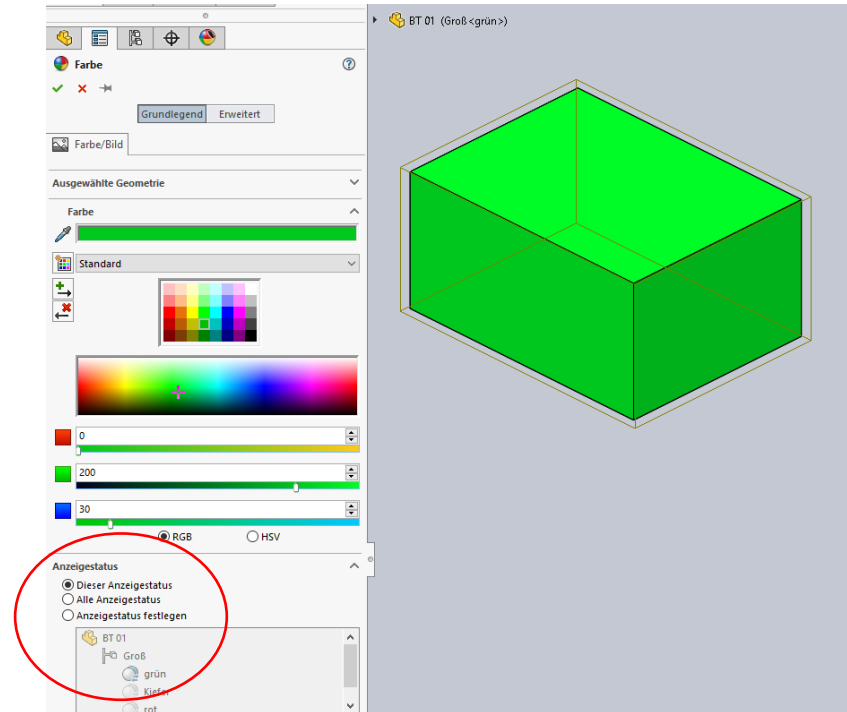 BT 01 (Groß<grün>)
Farbe
Grundlegend Erweitert
Farbe/Bild
Ausgewählte Geometrie
Farbe
Standard
0
200
30
RGB HSV
Anzeigestatus
Dieser Anzeigestatus
Alle Anzeigestatus
Anzeigestatus festlegen
BT 01
Groß
grün
Kiefer
rot